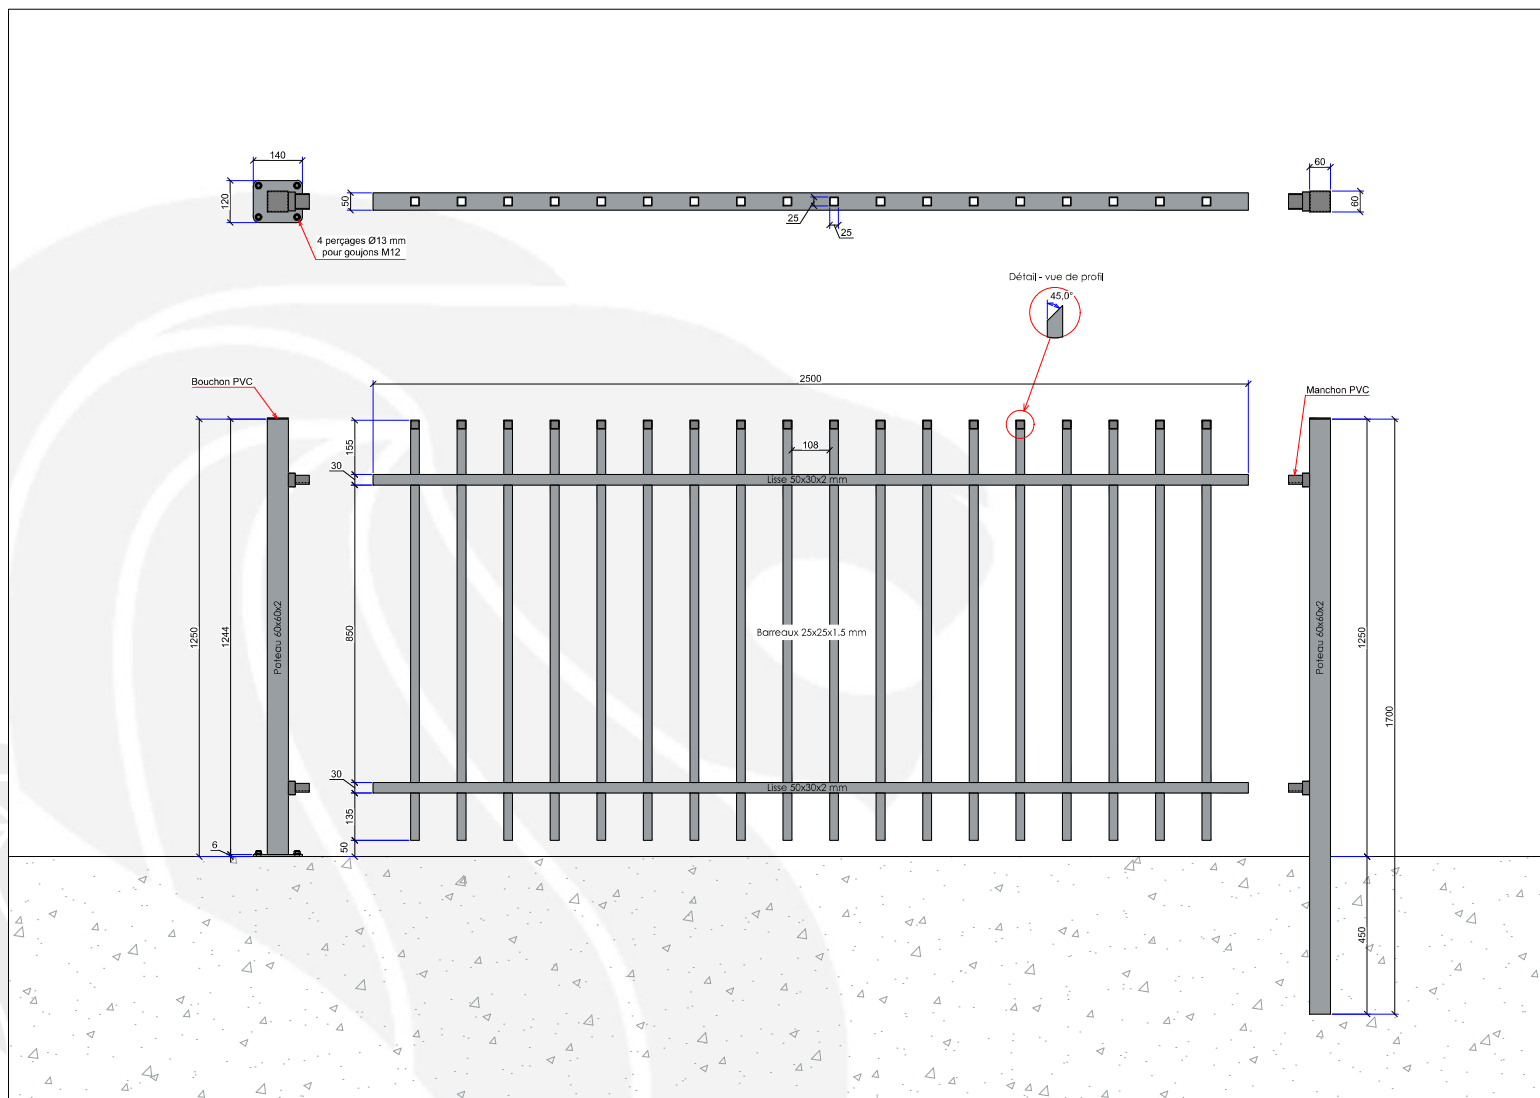 140
120
4 perçages Ø13 mm
pour goujons M12
50
25
25
60
60
Détail - vue de profil
45,0°
Bouchon PVC
2500
Manchon PVC
155
30
108
Lisse 50x30x2 mm
1250
1244
Poteau 60x60x2
850
Barreaux 25x25x1.5 mm
Poteau 60x60x2
1250
1700
30
Lisse 50x30x2 mm
135
6
50
450